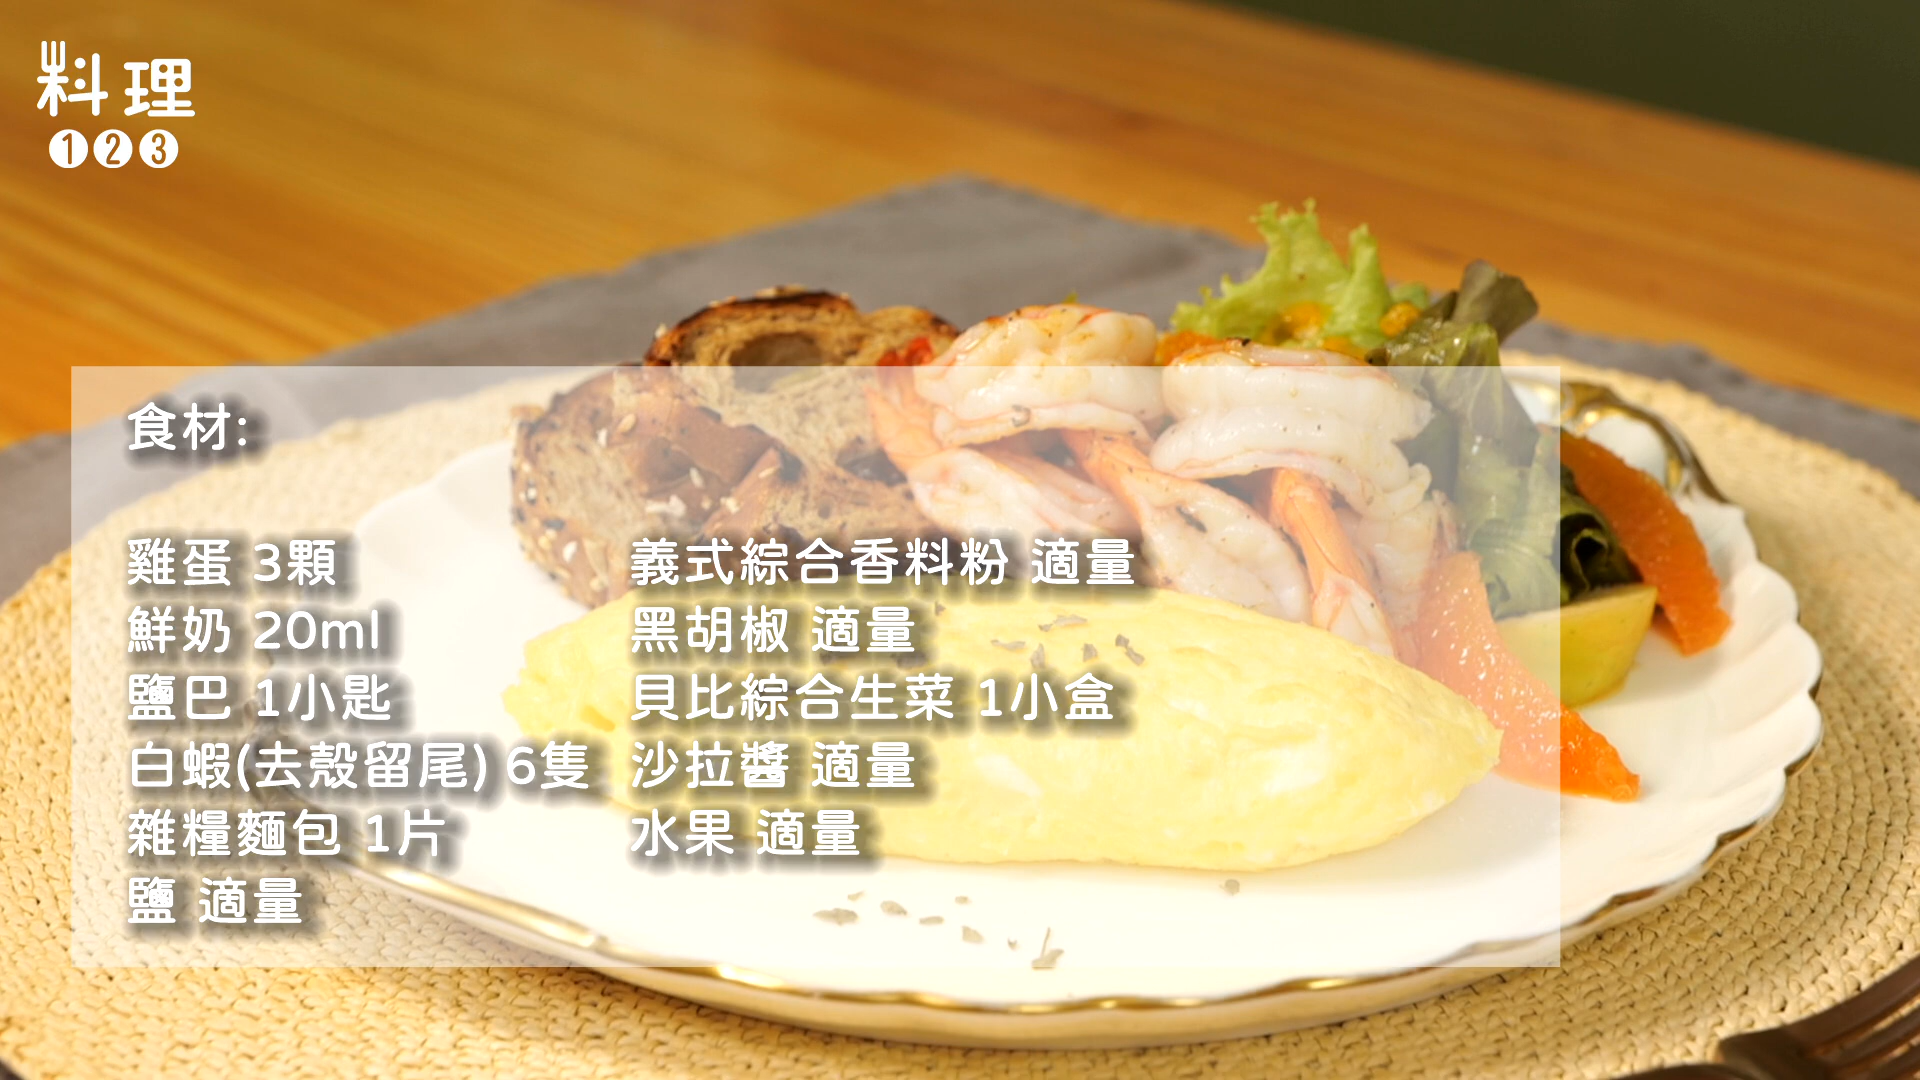 料理
123
食材:
雞蛋 3顆
鮮奶 20ml
鹽巴 1小匙
白蝦(去殼留尾) 6隻
雜糧麵包 1片
鹽 適量
義式綜合香料粉 適量
黑胡椒 適量
貝比綜合生菜 1小盒
沙拉醬 適量
水果 適量